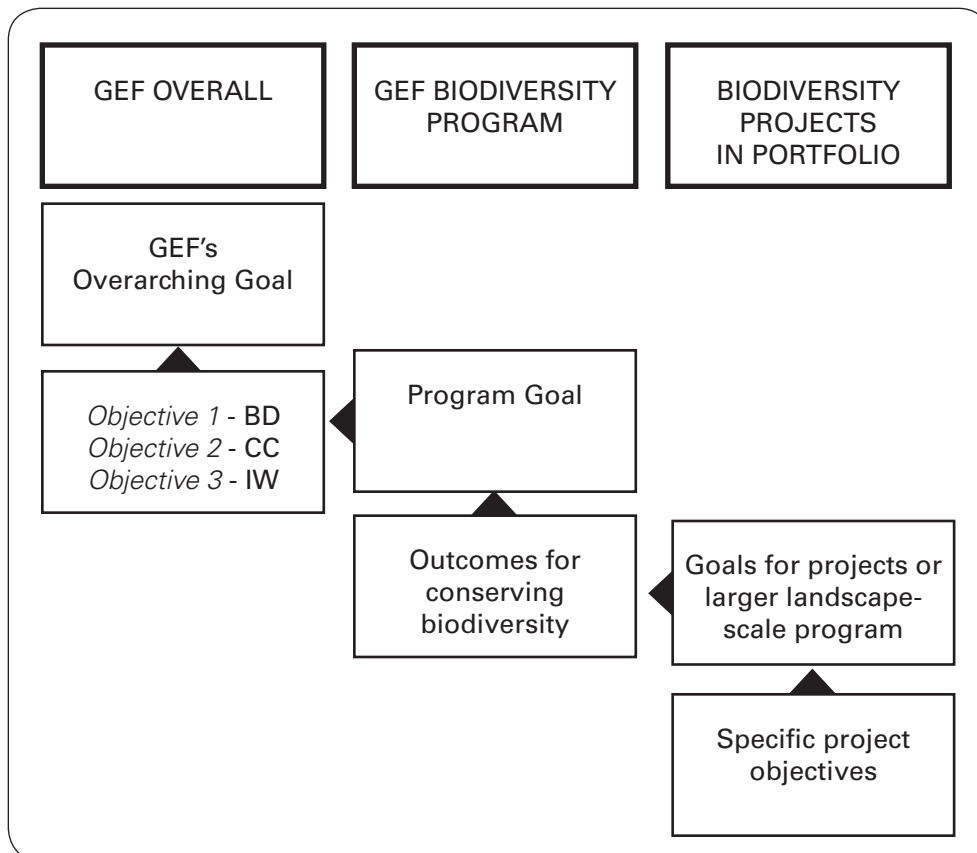 GEF OVERALL
GEF BIODIVERSITY
PROGRAM
BIODIVERSITY
PROJECTS
IN PORTFOLIO
GEF's
Overarching Goal
Objective 1 - BD
Objective 2 - CC
Objective 3 - IW
Program Goal
Outcomes for
conserving
biodiversity
Goals for projects or
larger landscape-
scale program
Specific project
objectives